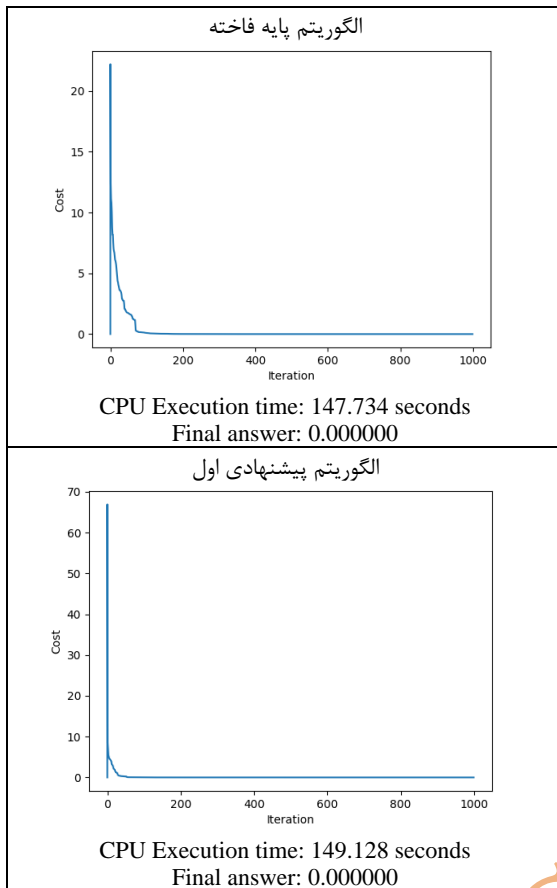 الگوریتم پایه فاخته
20
15
10
5
0
Cost
0 200 400 600 800 1000
Iteration
CPU Execution time: 147.734 seconds
Final answer: 0.000000
الگوریتم پیشنهادی اول
70
60
50
40
30
20
10
0
Cost
0 200 400 600 800 1000
Iteration
CPU Execution time: 149.128 seconds
Final answer: 0.000000